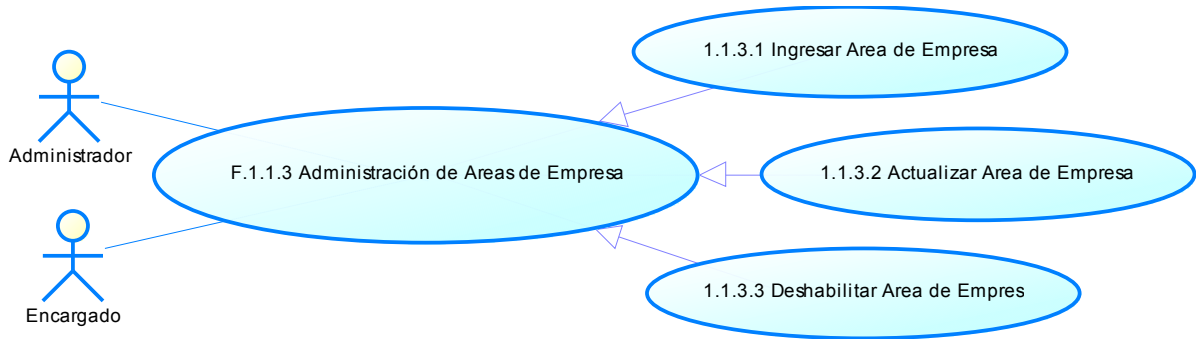 1.1.3.1 Ingresar Area de Empresa
Administrador
F.1.1.3 Administración de Areas de Empresa
1.1.3.2 Actualizar Area de Empresa
Encargado
1.1.3.3 Deshabilitar Area de Empres